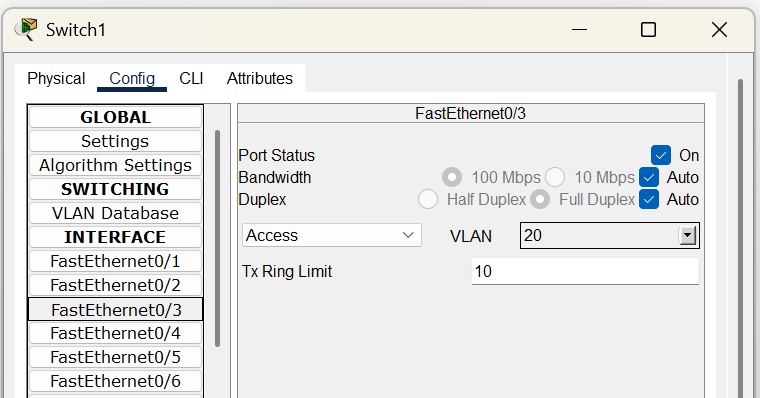 Switch1
Physical Config CLI Attributes
GLOBAL
Settings
Algorithm Settings
SWITCHING
VLAN Database
INTERFACE
FastEthernet0/1
FastEthernet0/2
FastEthernet0/3
FastEthernet0/4
FastEthernet0/5
FastEthernet0/6
FastEthernet0/3
Port Status On
Bandwidth 100 Mbps 10 Mbps Auto
Duplex Half Duplex Full Duplex Auto
Access VLAN 20
Tx Ring Limit 10